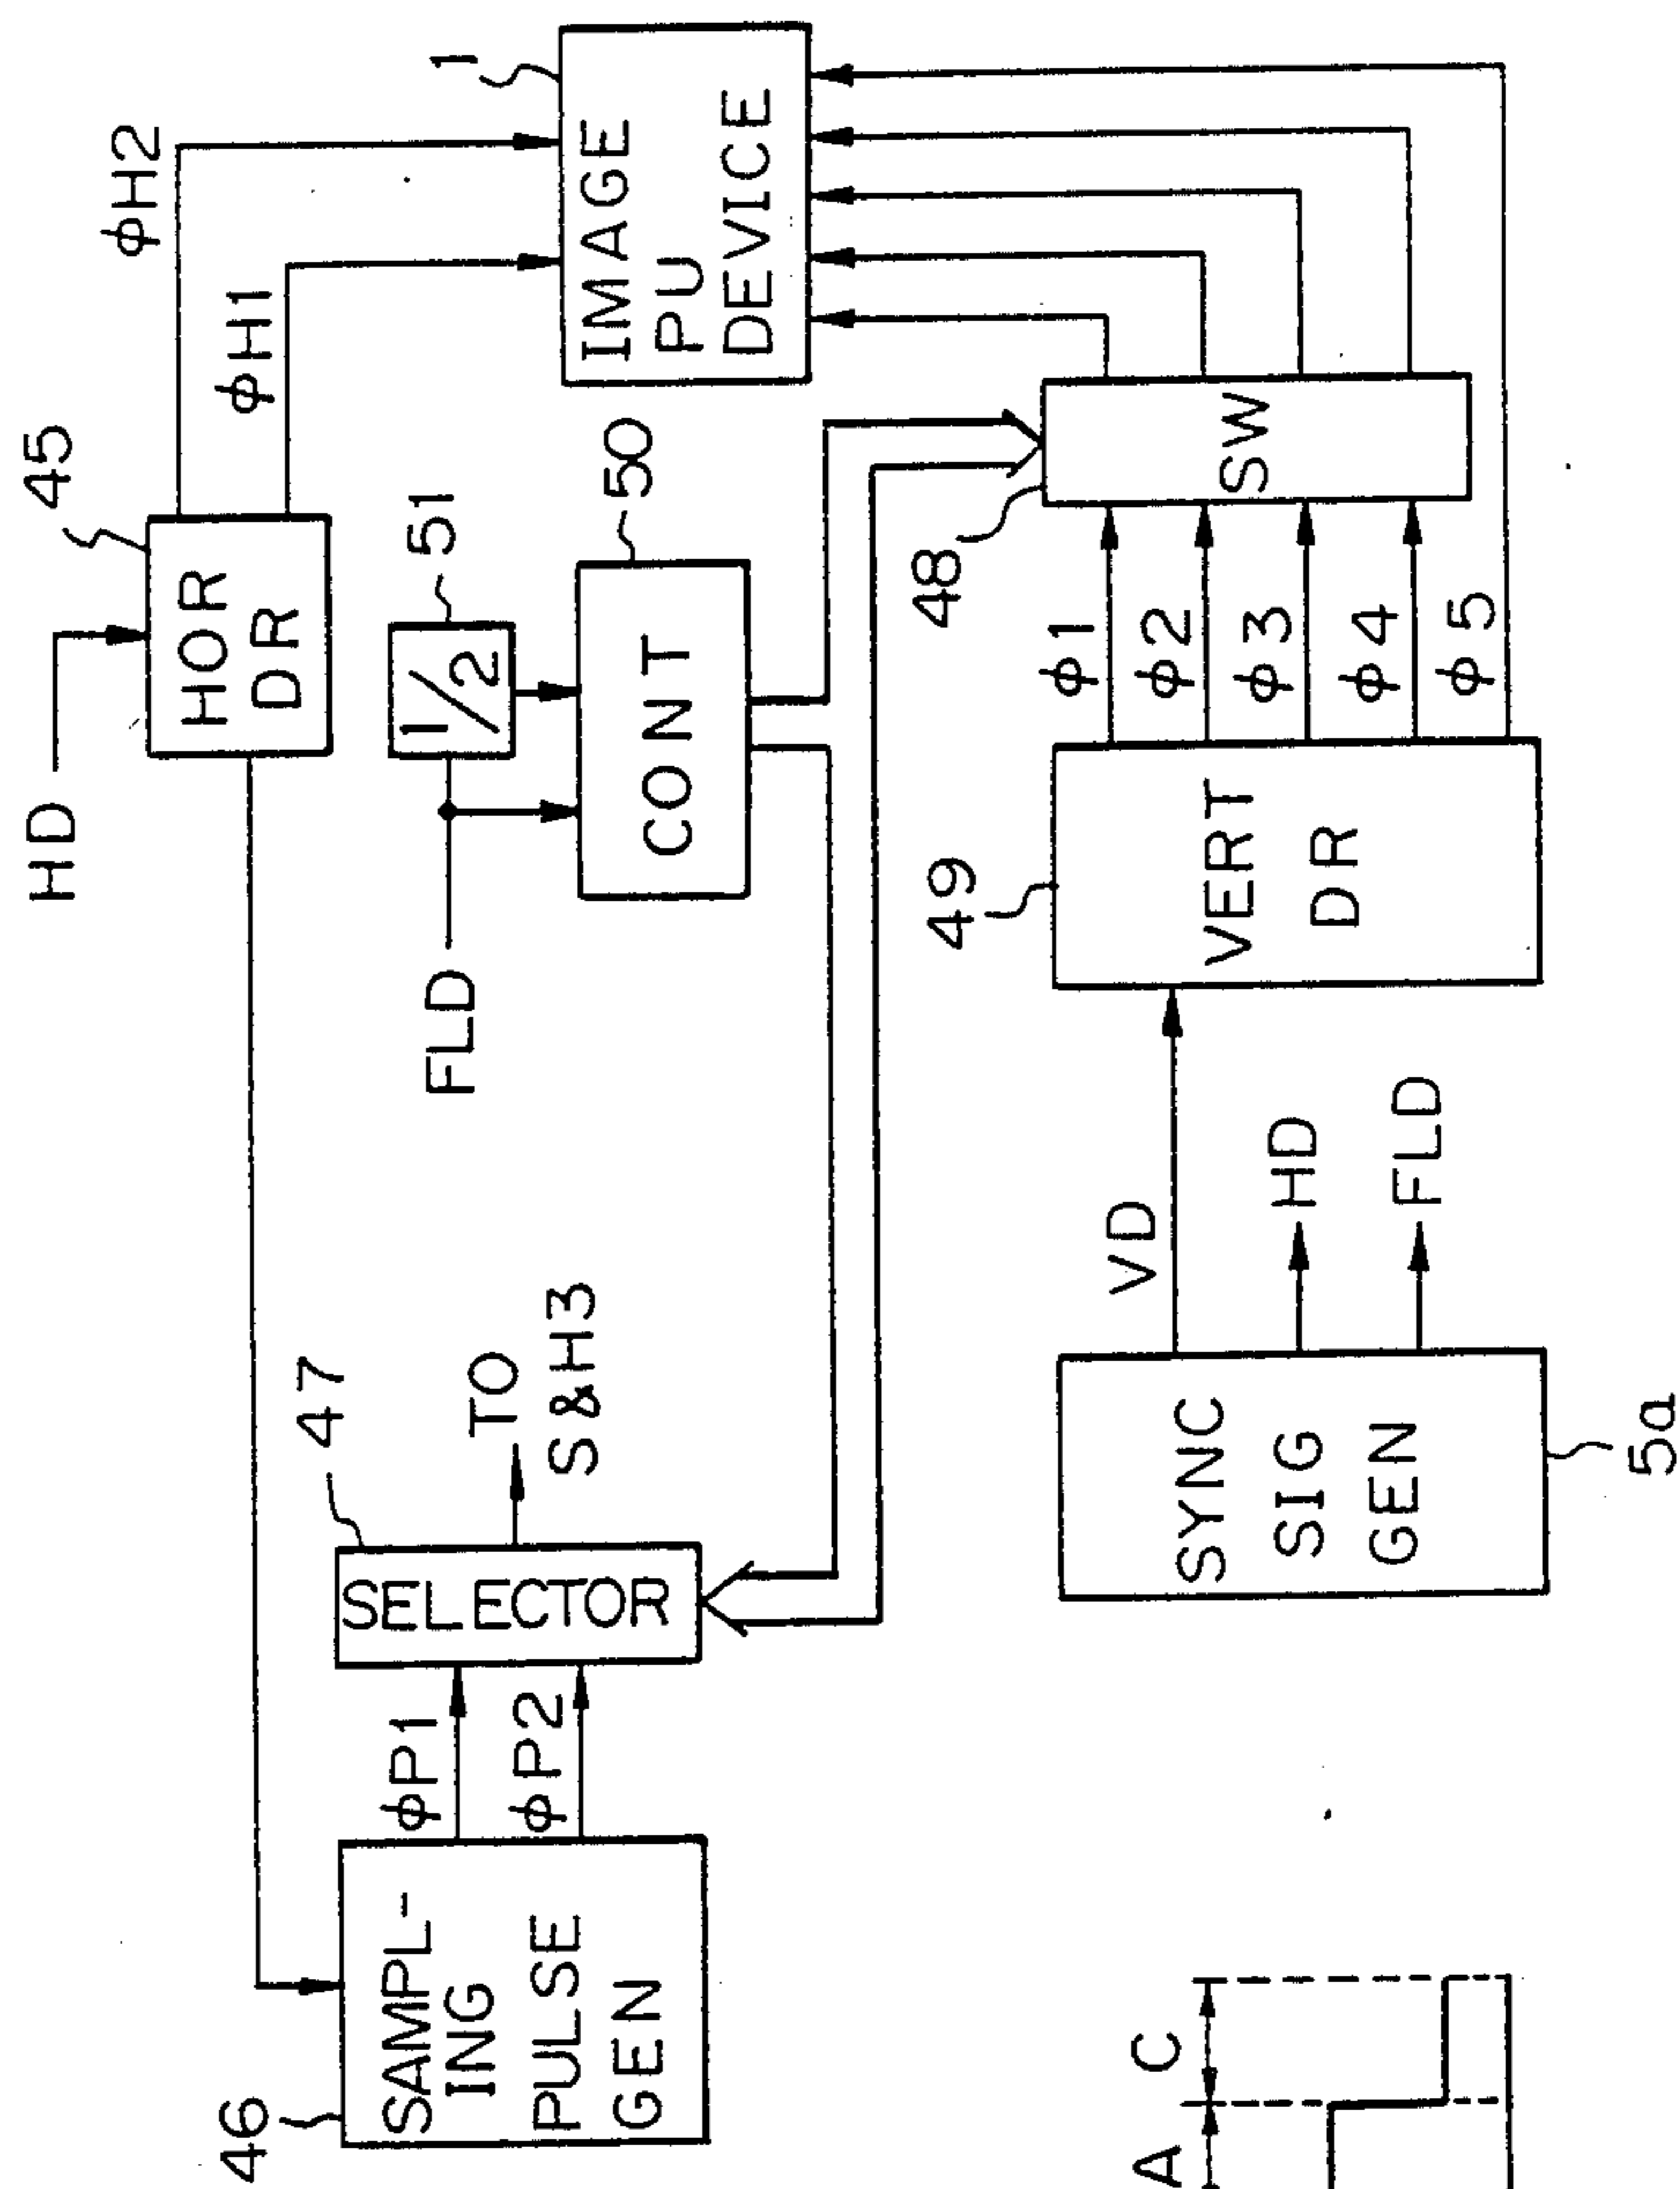 46
SAMPL-
ING
PULSE
GEN
φP1
φP2
47
SELECTOR
TO
S&H3
HD
45
HOR
DR
φH2
φH1
FLD
51
1/2
50
CONT
1
IMAGE
PU
DEVICE
48
SW
5a
SYNC
SIG
GEN
VD
HD
FLD
49
VERT
DR
φ1
φ2
φ3
φ4
φ5
A
C